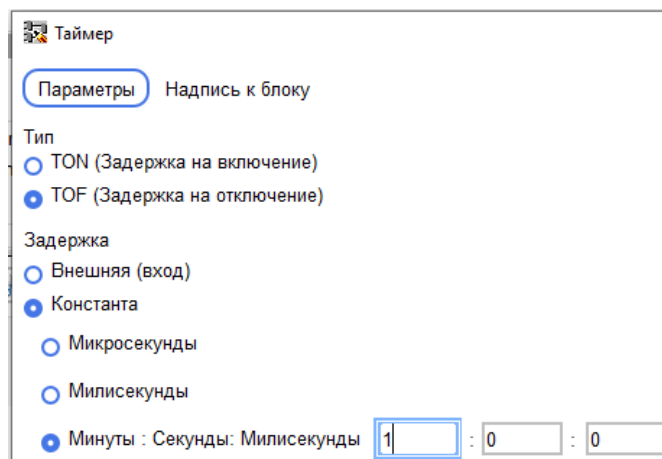 Таймер
Параметры Надпись к блоку
Тип
TON (Задержка на включение)
TOF (Задержка на отключение)
Задержка
Внешняя (вход)
Константа
Микросекунды
Милисекунды
Минуты : Секунды: Милисекунды 1 : 0 : 0